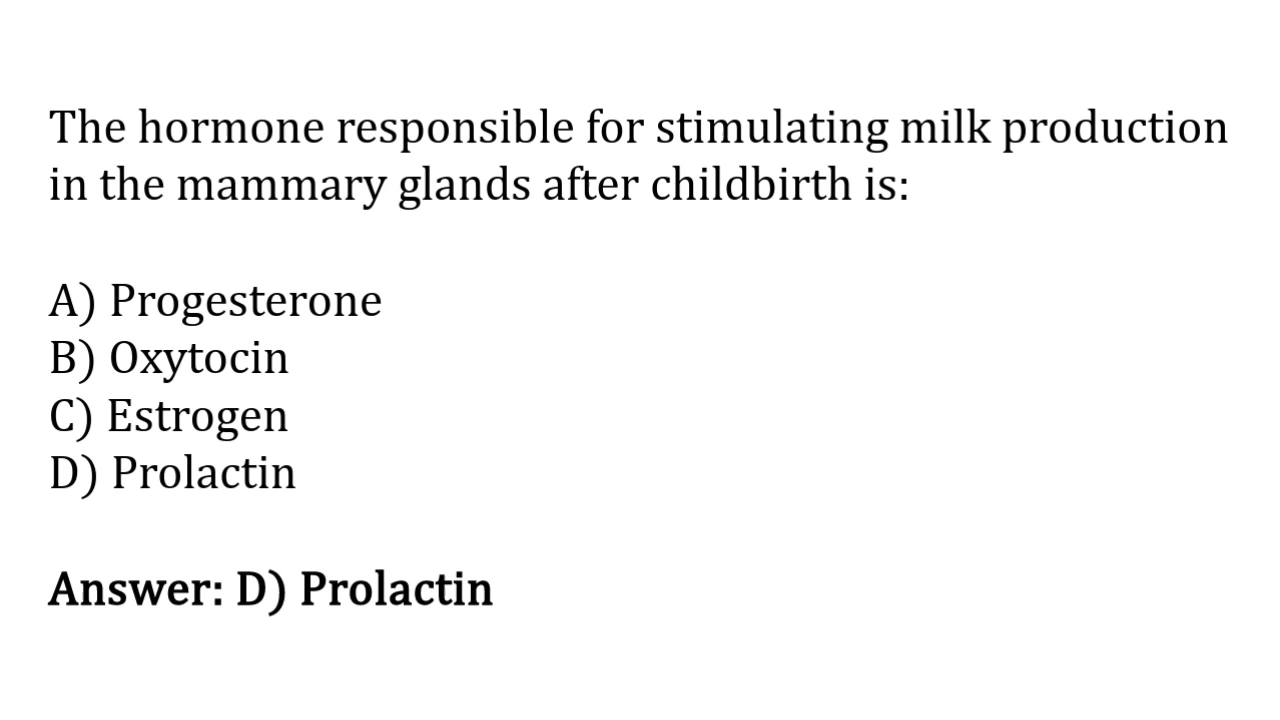 The hormone responsible for stimulating milk production
in the mammary glands after childbirth is:
A) Progesterone
B) Oxytocin
C) Estrogen
D) Prolactin
Answer: D) Prolactin